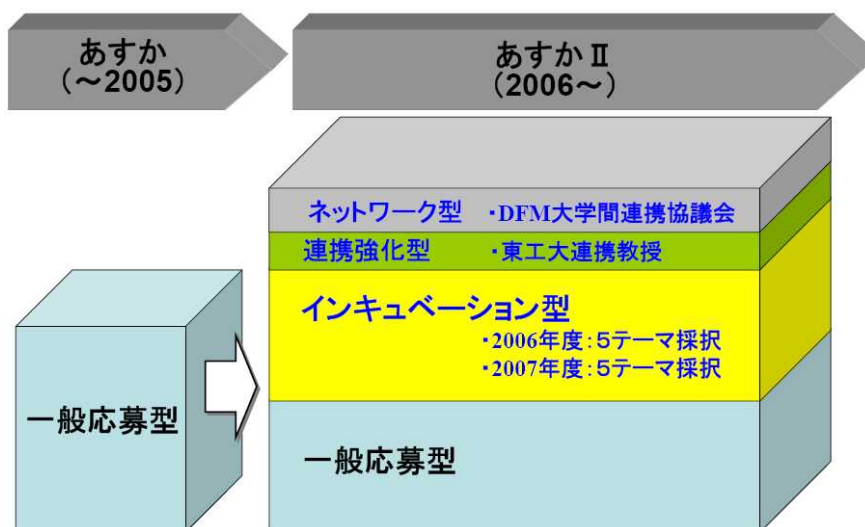 あすか
(~2005)
あすかⅡ
(2006~)
ネットワーク型 ・DFM大学間連携協議会
連携強化型 ・東工大連携教授
インキュベーション型
・2006年度:5テーマ採択
・2007年度:5テーマ採択
一般応募型
一般応募型